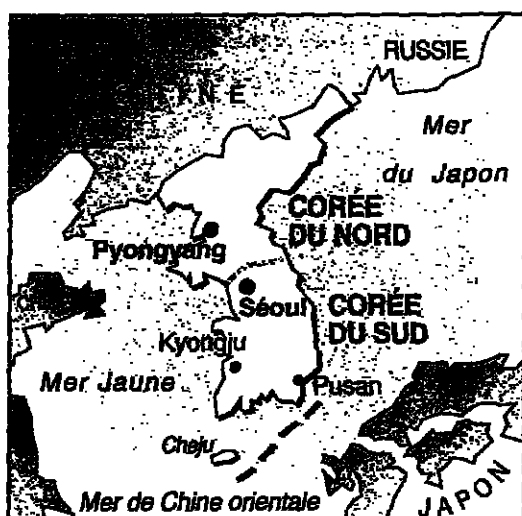 RUSSIE
INE
Mer
du Japon
CORÉE
DU NORD
Pyongyang
Séoul
CORÉE
DU SUD
Kyongju
Mer Jaune
Pusan
Cheju
Mer de Chine orientale
JAPON